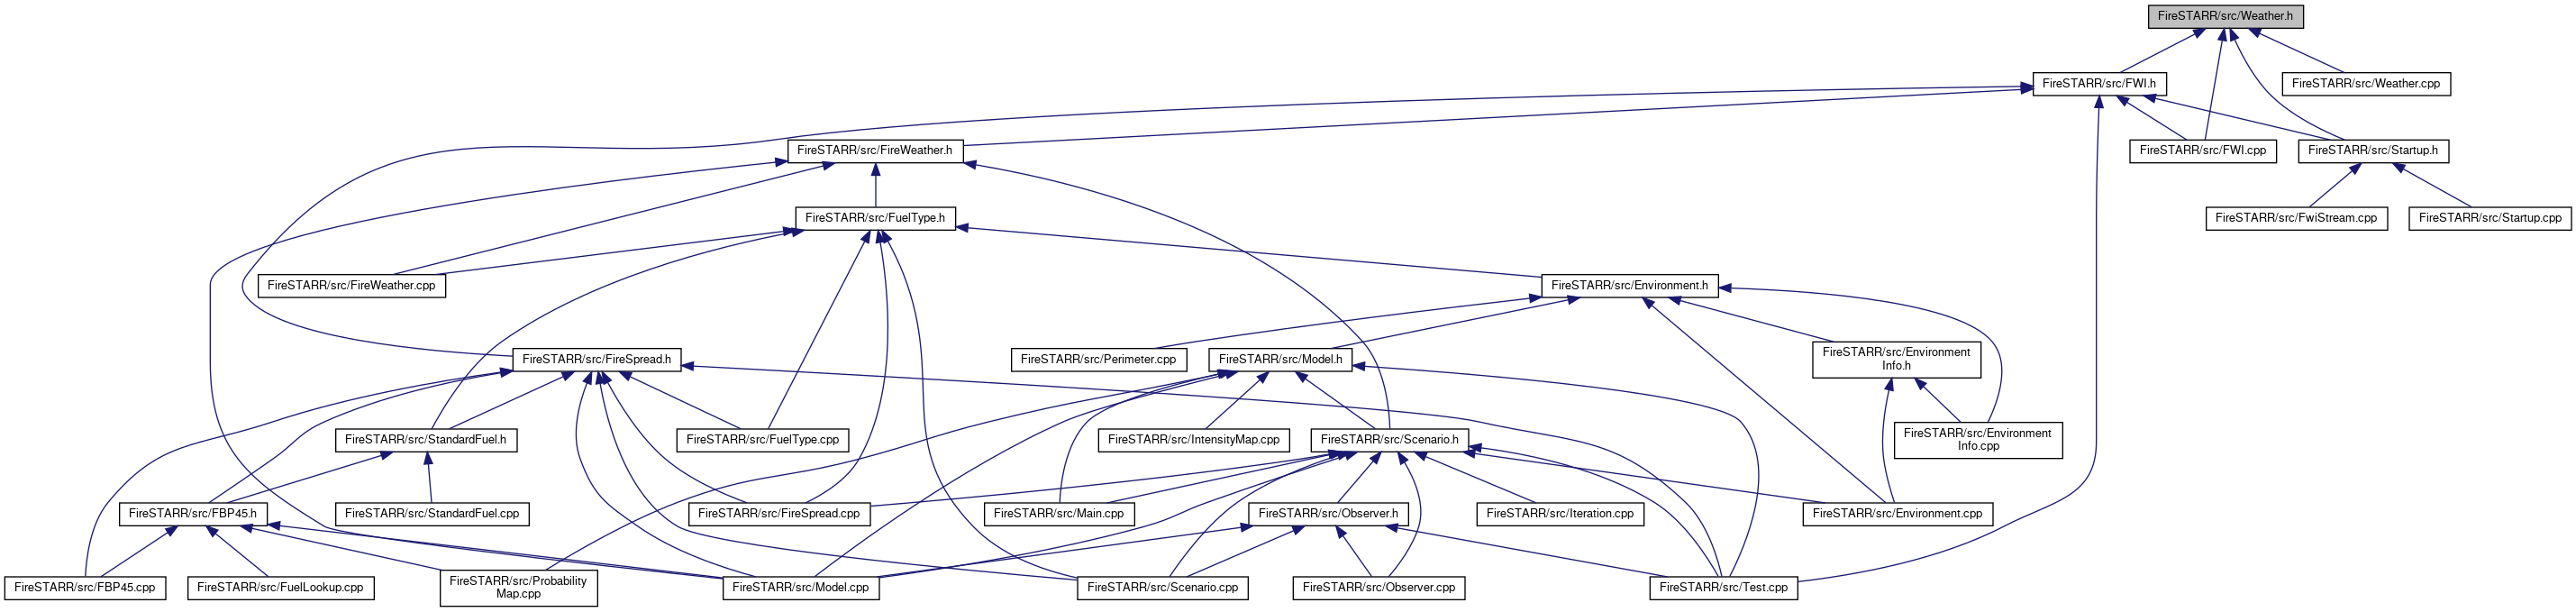 FireSTARR/src/Weather.h
FireSTARR/src/FWI.h
FireSTARR/src/Weather.cpp
FireSTARR/src/FireWeather.h
FireSTARR/src/FWI.cpp
FireSTARR/src/Startup.h
FireSTARR/src/FuelType.h
FireSTARR/src/FwiStream.cpp
FireSTARR/src/Startup.cpp
FireSTARR/src/FireWeather.cpp
FireSTARR/src/Environment.h
FireSTARR/src/FireSpread.h
FireSTARR/src/Perimeter.cpp
FireSTARR/src/Model.h
FireSTARR/src/Environment
Info.h
FireSTARR/src/StandardFuel.h
FireSTARR/src/FuelType.cpp
FireSTARR/src/IntensityMap.cpp
FireSTARR/src/Scenario.h
FireSTARR/src/Environment
Info.cpp
FireSTARR/src/FBP45.h
FireSTARR/src/StandardFuel.cpp
FireSTARR/src/FireSpread.cpp
FireSTARR/src/Main.cpp
FireSTARR/src/Observer.h
FireSTARR/src/Iteration.cpp
FireSTARR/src/Environment.cpp
FireSTARR/src/FBP45.cpp
FireSTARR/src/FuelLookup.cpp
FireSTARR/src/Probability
Map.cpp
FireSTARR/src/Model.cpp
FireSTARR/src/Scenario.cpp
FireSTARR/src/Observer.cpp
FireSTARR/src/Test.cpp